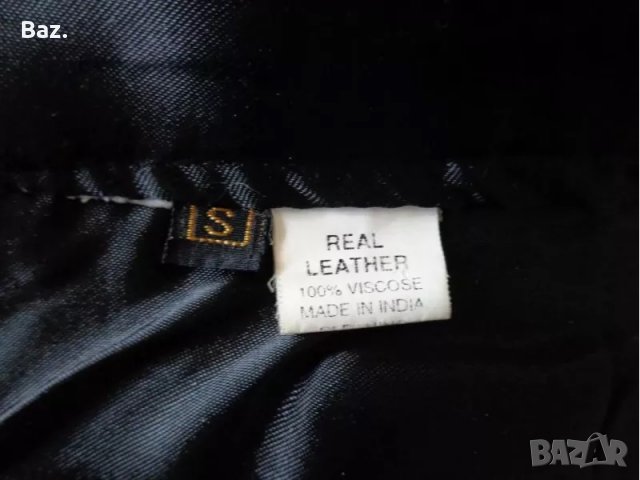 Baz.
S
REAL
LEATHER
100% VISCOSE
MADE IN INDIA
BAZAR